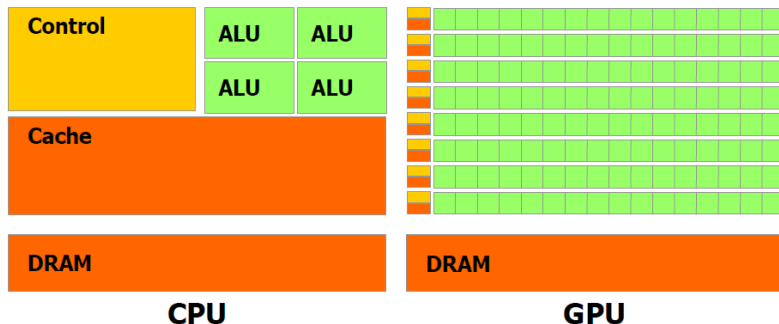 Control
ALU ALU
ALU ALU
Cache
DRAM
CPU
DRAM
GPU